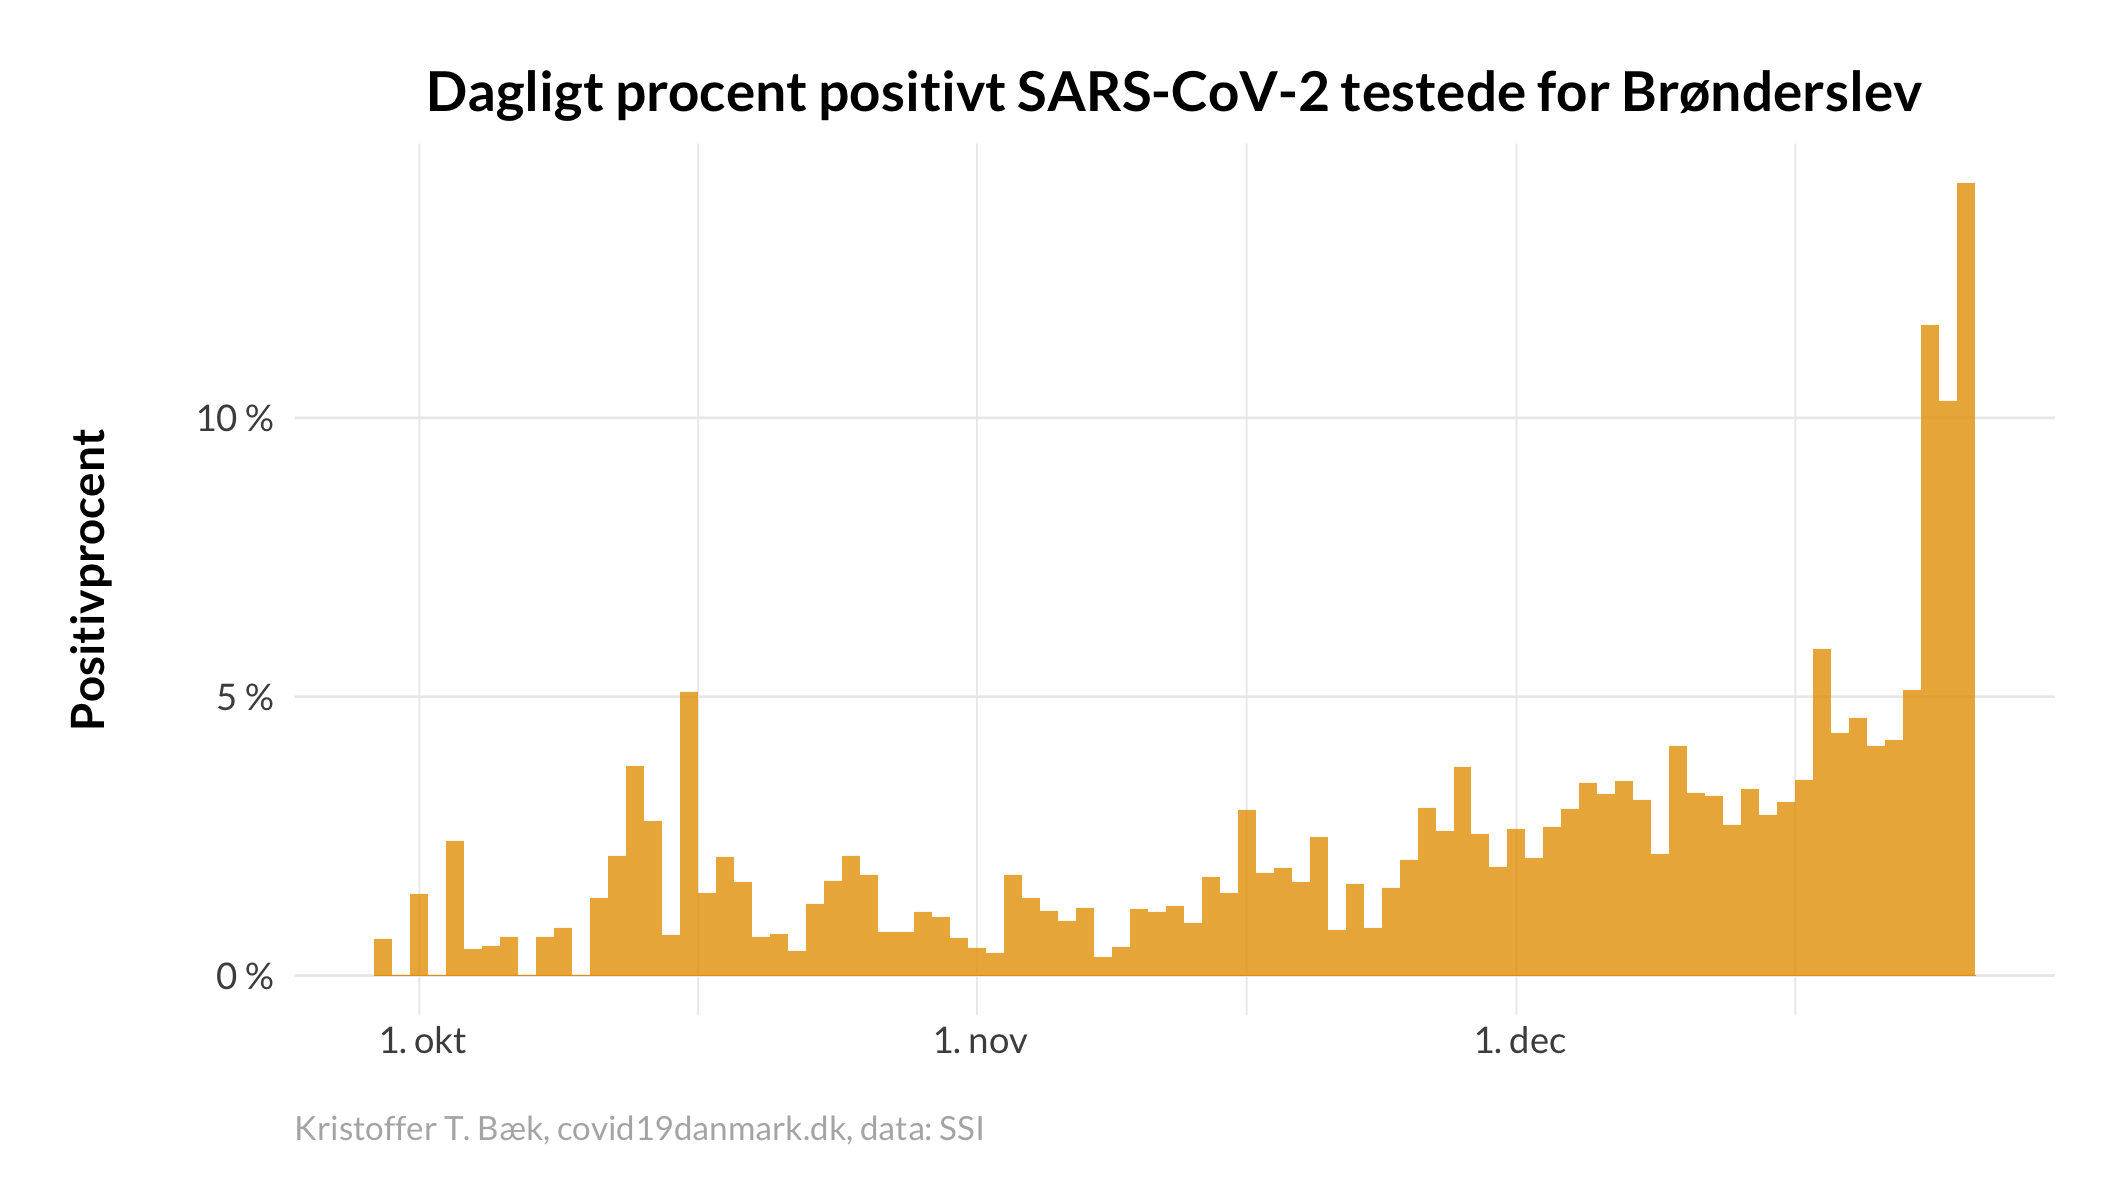 Dagligt procent positivt SARS-CoV-2 testede for Brønderslev
Positivprocent
10 %
5 %
0 %
1. okt
1. nov
1. dec
Kristoffer T. Bæk, covid19danmark.dk, data: SSI